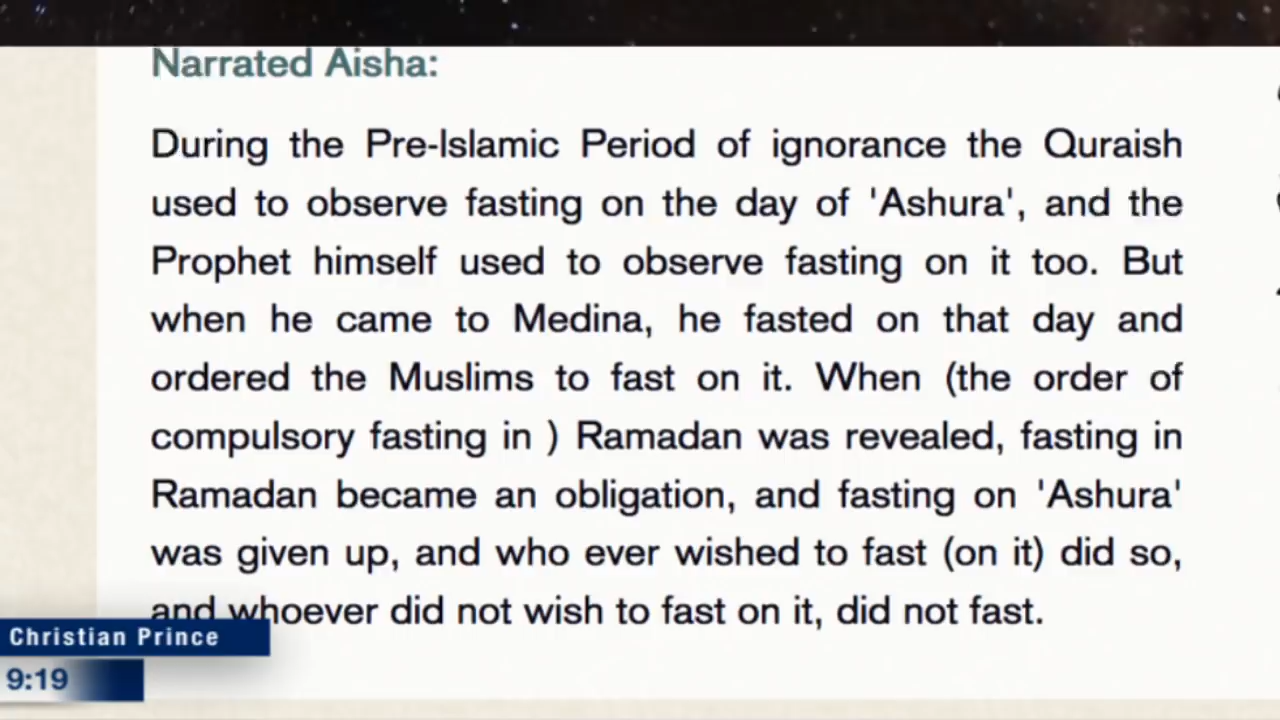 Narrated Aisha:
During the Pre-Islamic Period of ignorance the Quraish
used to observe fasting on the day of 'Ashura', and the
Prophet himself used to observe fasting on it too. But
when he came to Medina, he fasted on that day and
ordered the Muslims to fast on it. When (the order of
compulsory fasting in ) Ramadan was revealed, fasting in
Ramadan became an obligation, and fasting on 'Ashura'
was given up, and who ever wished to fast (on it) did so,
and whoever did not wish to fast on it, did not fast.
Christian Prince
9:19